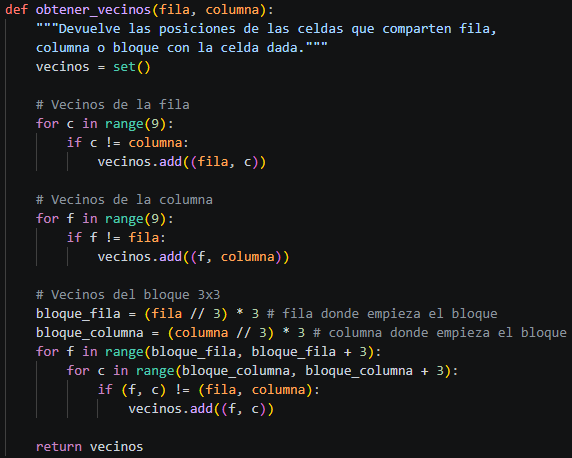 def obtener_vecinos(fila, columna):
    """Devuelve las posiciones de las celdas que comparten fila,
    columna o bloque con la celda dada."""
    vecinos = set()

    # Vecinos de la fila
    for c in range(9):
        if c != columna:
            vecinos.add((fila, c))

    # Vecinos de la columna
    for f in range(9):
        if f != fila:
            vecinos.add((f, columna))

    # Vecinos del bloque 3x3
    bloque_fila = (fila // 3) * 3 # fila donde empieza el bloque
    bloque_columna = (columna // 3) * 3 # columna donde empieza el bloque
    for f in range(bloque_fila, bloque_fila + 3):
        for c in range(bloque_columna, bloque_columna + 3):
            if (f, c) != (fila, columna):
                vecinos.add((f, c))

    return vecinos